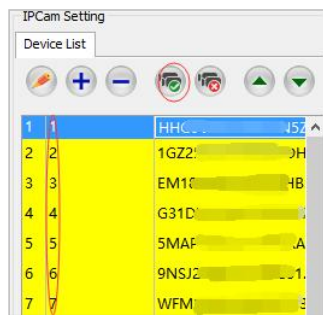 IPCam Setting
Device List
1 1 HHC
2 2 1GZ2
3 3 EM18 HB
4 4 G31D
5 5 5MAF
6 6 9NSJ2
7 7 WFM